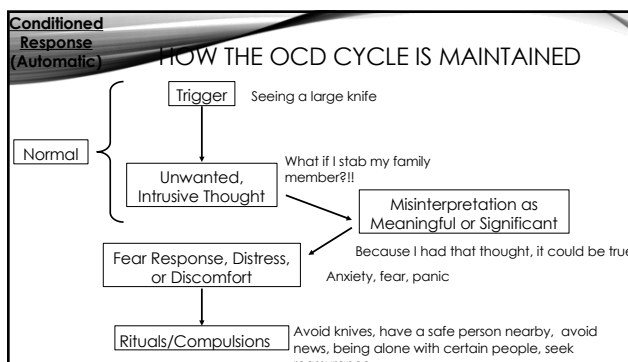 Conditioned
Response
(Automatic)
HOW THE OCD CYCLE IS MAINTAINED
Trigger
Seeing a large knife
Normal
Unwanted,
Intrusive Thought
What if I stab my family
member?!!
Misinterpretation as
Meaningful or Significant
Because I had that thought, it could be true
Fear Response, Distress,
or Discomfort
Anxiety, fear, panic
Rituals/Compulsions
Avoid knives, have a safe person nearby, avoid
news, being alone with certain people, seek